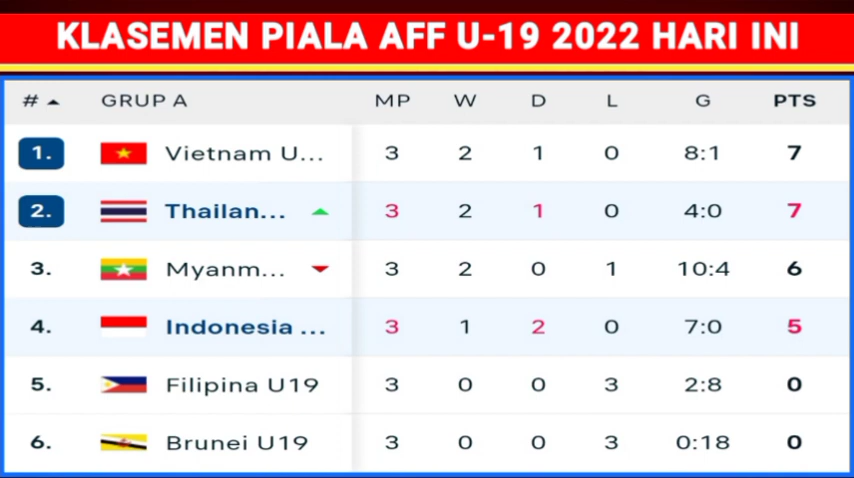 KLASEMEN PIALA AFF U-19 2022 HARI INI
# GRUP A MP W D L G PTS
1. Vietnam U... 3 2 1 0 8:1 7
2. Thailan... 3 2 1 0 4:0 7
3. Myanm... 3 2 0 1 10:4 6
4. Indonesia ... 3 1 2 0 7:0 5
5. Filipina U19 3 0 0 3 2:8 0
6. Brunei U19 3 0 0 3 0:18 0